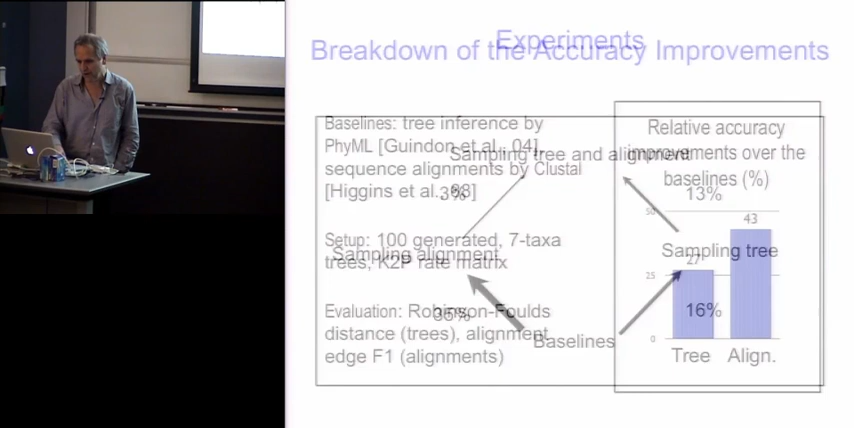 Experiments
Breakdown of the Accuracy Improvements
Baselines: tree inference by
PhyML [Guindon et al., 04],
sequence alignments by Clustal
[Higgins et al., 88]
Setup: 100 generated, 7-taxa
trees, K2P rate matrix
Evaluation: Robinson-Foulds
distance (trees), alignment
edge F1 (alignments)
Relative accuracy
improvements over the
baselines (%)
50
43
27
25
0
Tree Align.
Sampling tree and alignment
3%
13%
Sampling alignment
Sampling tree
35%
16%
Baselines